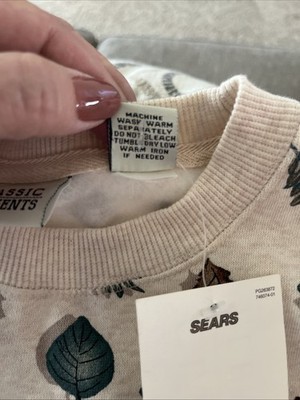 MACHINE
WASH WARM
SEPARATELY
DO NOT BLEACH
TUMBLE DRY LOW
WARM IRON
IF NEEDED
ASSIC
ENTS
SEARS